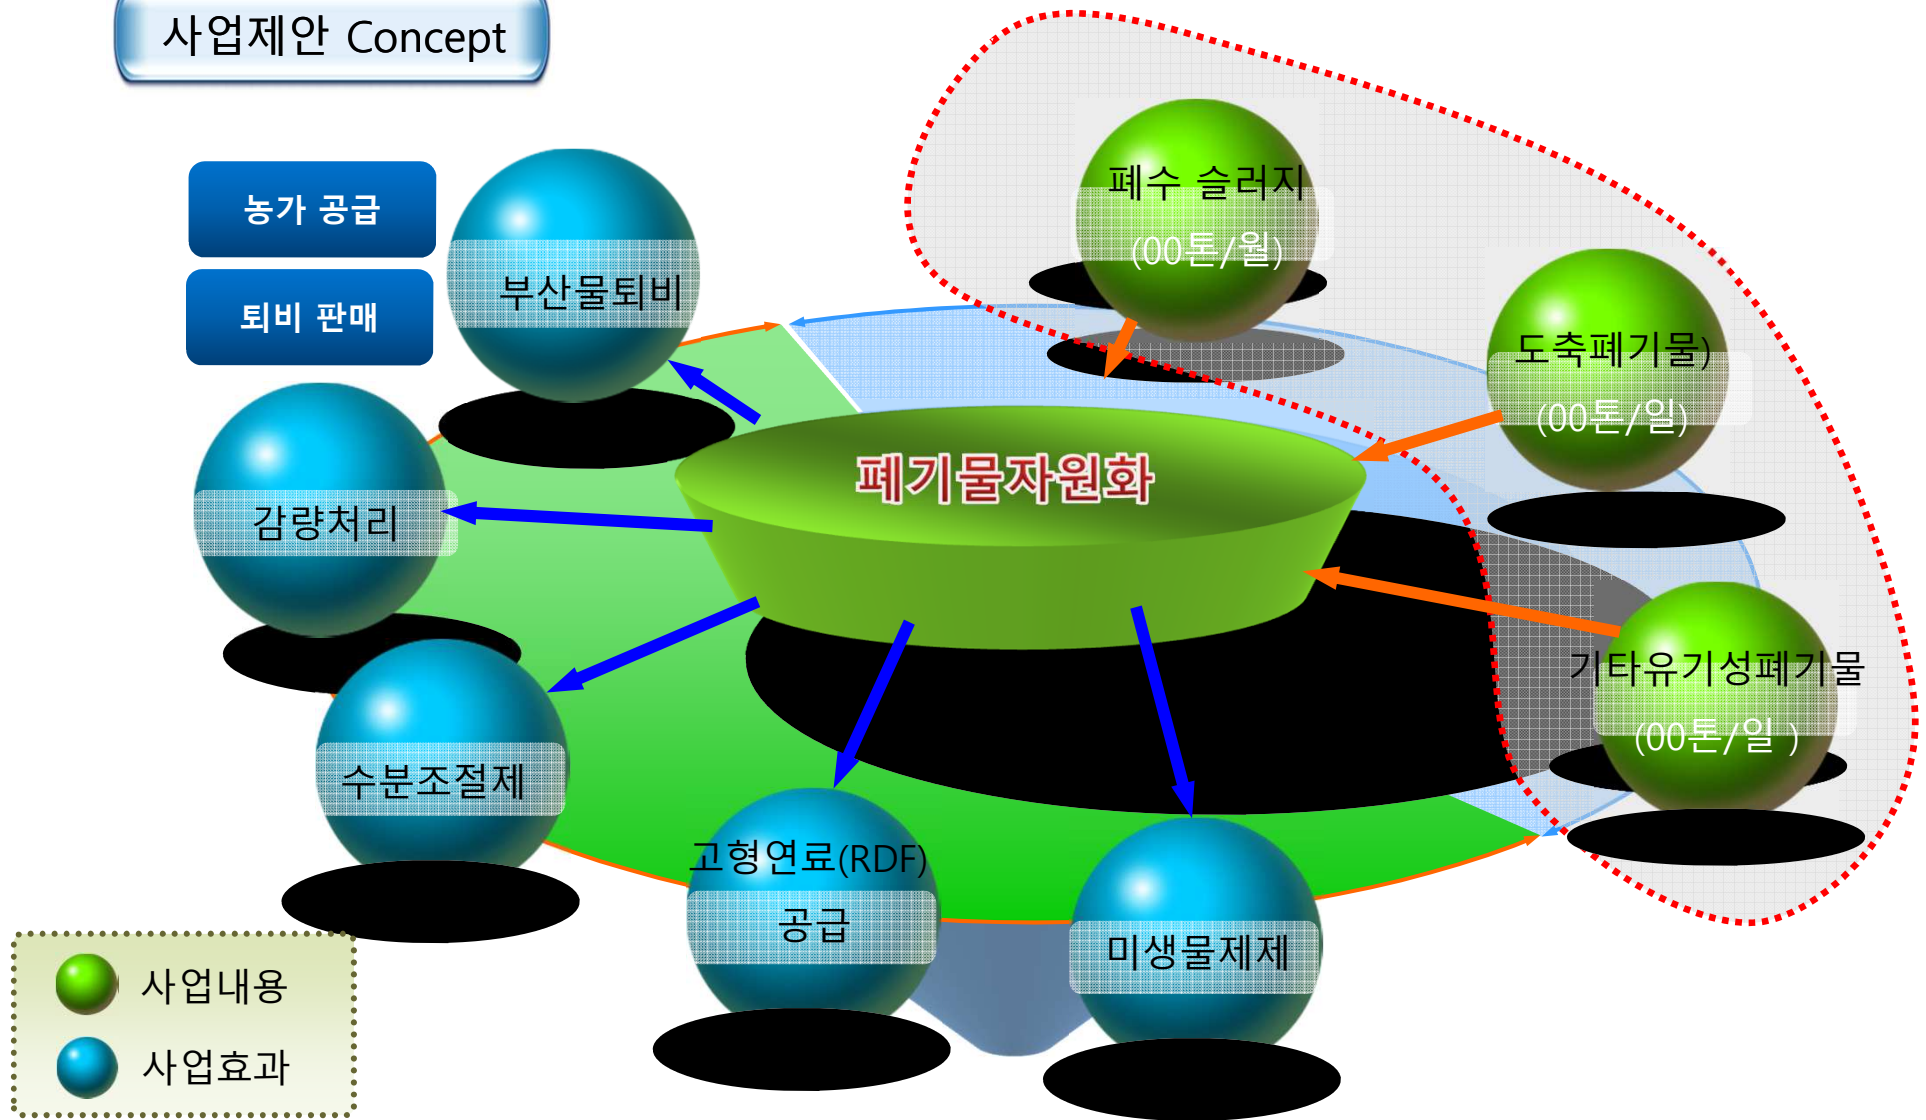 사업제안 Concept
농가 공급
퇴비 판매
부산물퇴비
감량처리
수분조절제
고형연료(RDF)
공급
미생물제제
폐기물자원화
폐수 슬러지
(00톤/월)
도축폐기물)
(00톤/일)
기타유기성폐기물
(00톤/일 )
사업내용
사업효과